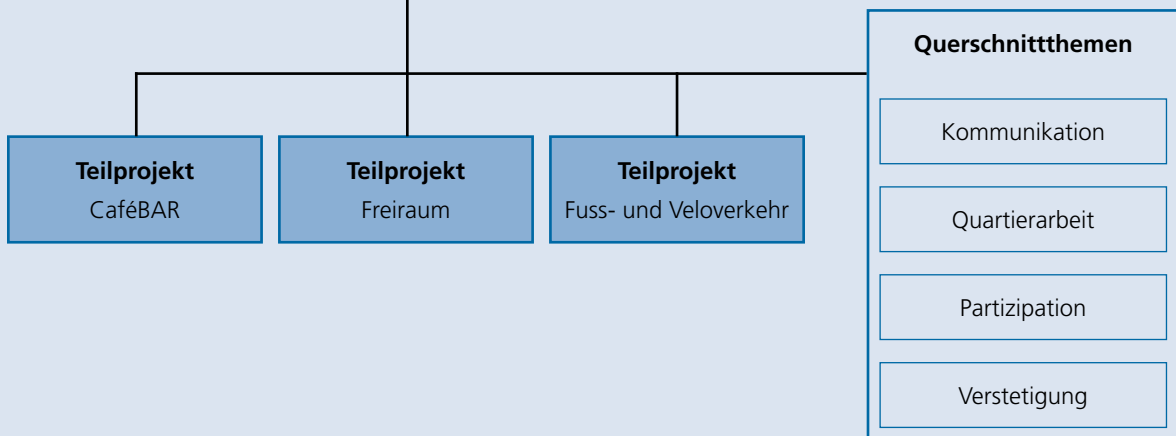 Querschnittthemen
Kommunikation
Quartierarbeit
Partizipation
Verstetigung
Teilprojekt
CaféBAR
Teilprojekt
Freiraum
Teilprojekt
Fuss- und Veloverkehr